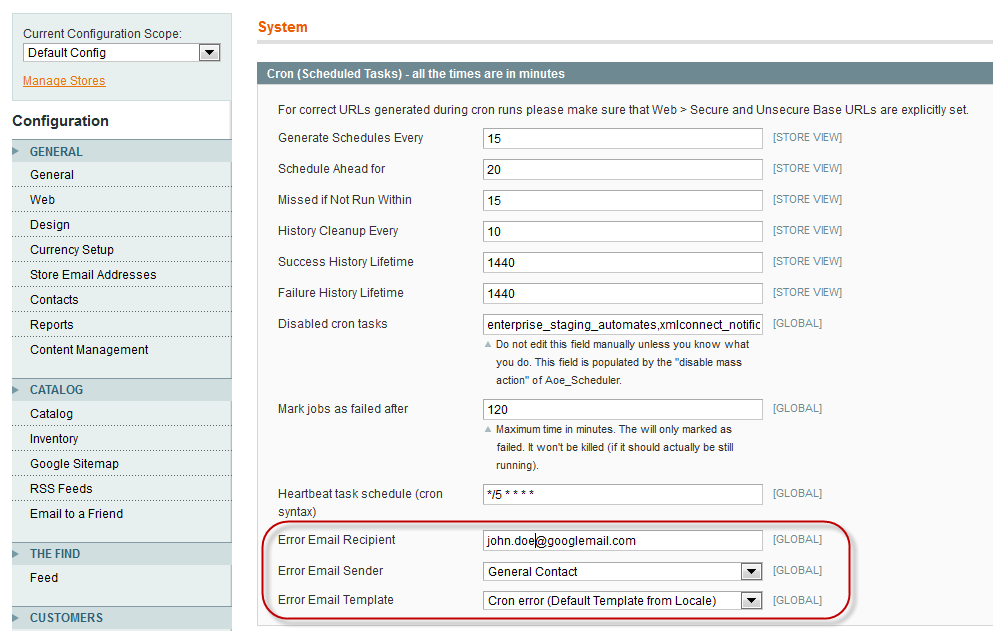 Current Configuration Scope:
Default Config
Manage Stores
Configuration
GENERAL
General
Web
Design
Currency Setup
Store Email Addresses
Contacts
Reports
Content Management
CATALOG
Catalog
Inventory
Google Sitemap
RSS Feeds
Email to a Friend
THE FIND
Feed
CUSTOMERS
System
Cron (Scheduled Tasks) - all the times are in minutes
For correct URLs generated during cron runs please make sure that Web > Secure and Unsecure Base URLs are explicitly set.
Generate Schedules Every 15 [STORE VIEW]
Schedule Ahead for 20 [STORE VIEW]
Missed if Not Run Within 15 [STORE VIEW]
History Cleanup Every 10 [STORE VIEW]
Success History Lifetime 1440 [STORE VIEW]
Failure History Lifetime 1440 [STORE VIEW]
Disabled cron tasks enterprise_staging_automates,xmlconnect_notific [GLOBAL]
Do not edit this field manually unless you know what
you do. This field is populated by the "disable mass
action" of Aoe_Scheduler.
Mark jobs as failed after 120 [GLOBAL]
Maximum time in minutes. The will only marked as
failed. It won't be killed (if it should actually be still
running).
Heartbeat task schedule (cron */5 * * * * [GLOBAL]
syntax)
Error Email Recipient john.doe@googlemail.com [GLOBAL]
Error Email Sender General Contact [GLOBAL]
Error Email Template Cron error (Default Template from Locale) [GLOBAL]